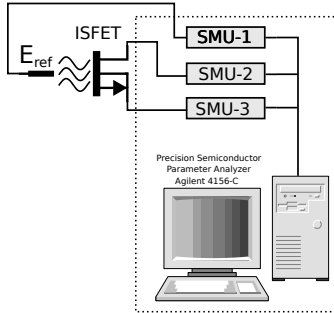 ISFET
SMU-1
E_ref
SMU-2
SMU-3
Precision Semiconductor
Parameter Analyzer
Agilent 4156-C